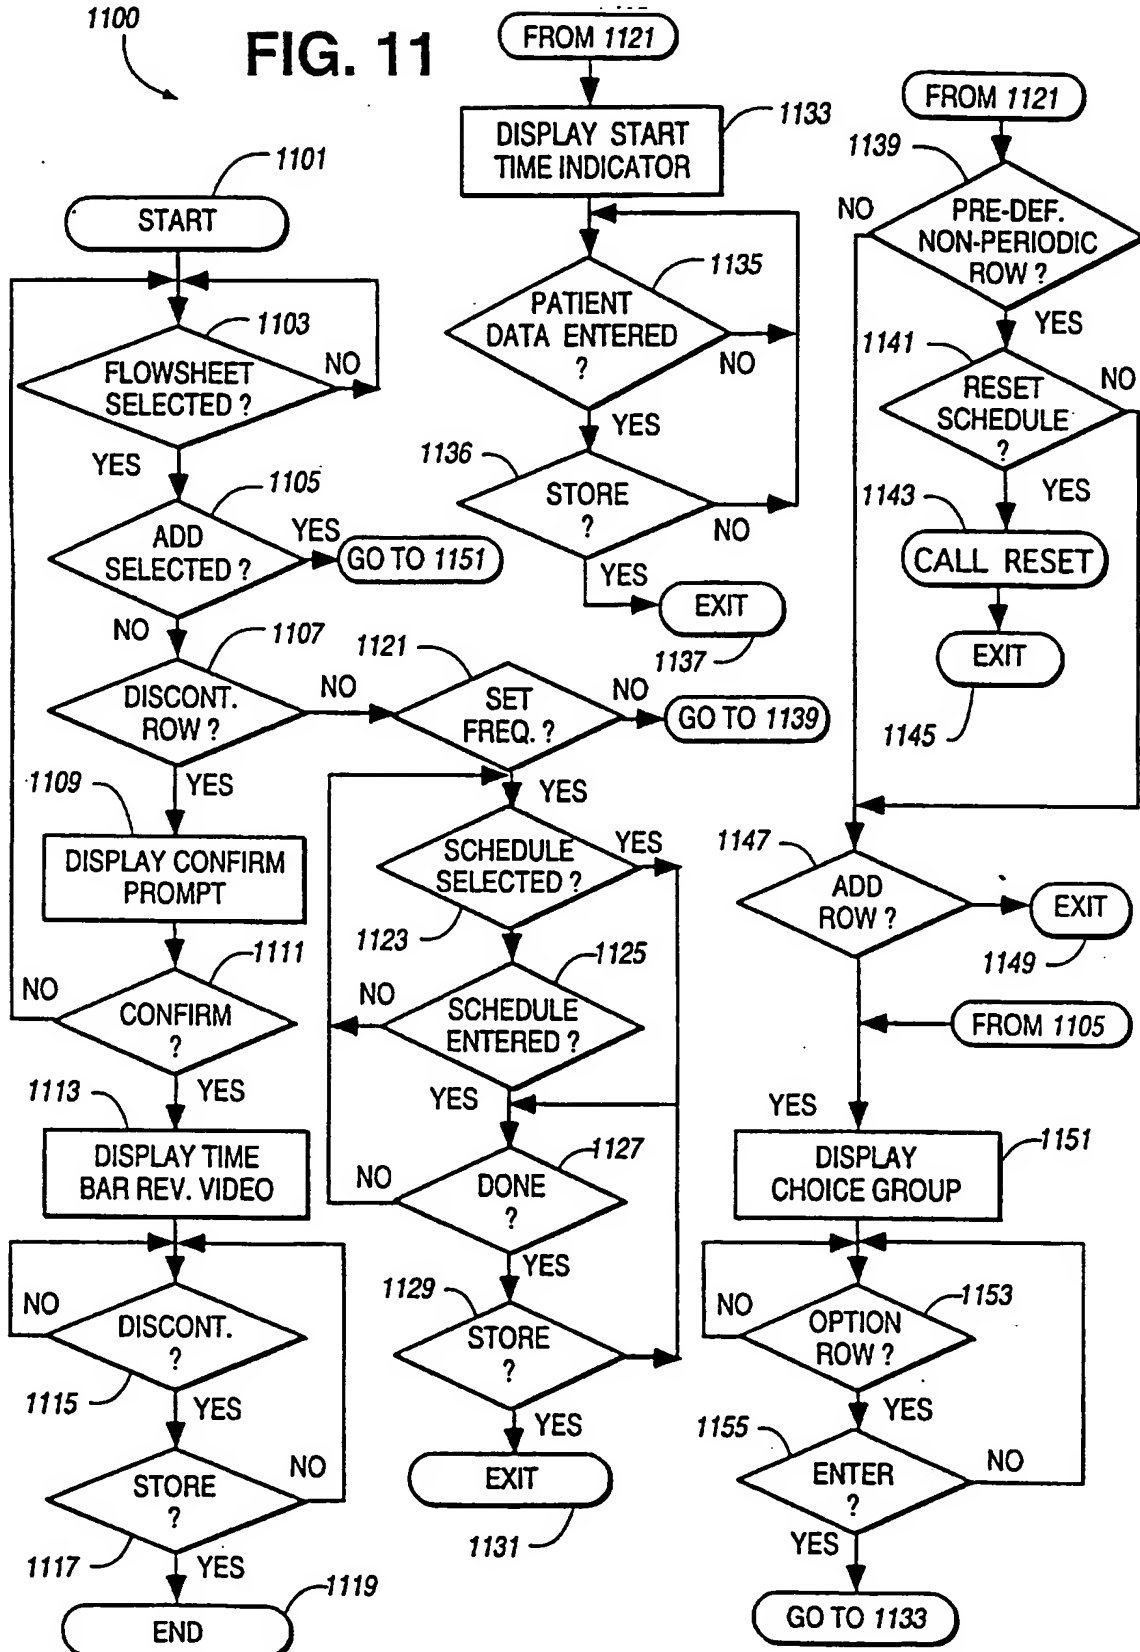 1100
FIG. 11
1101
START
1103
FLOWSHEET
SELECTED ?
NO
YES
1105
ADD
SELECTED ?
YES
GO TO 1151
NO
1107
DISCONT.
ROW ?
NO
YES
1109
DISPLAY CONFIRM
PROMPT
1111
NO
CONFIRM
?
YES
1113
DISPLAY TIME
BAR REV. VIDEO
NO
DISCONT.
?
1115
YES
STORE
?
NO
1117
YES
1119
END
FROM 1121
1133
DISPLAY START
TIME INDICATOR
1135
PATIENT
DATA ENTERED
?
NO
YES
1136
STORE
?
NO
YES
EXIT
1137
1121
SET
FREQ. ?
NO
GO TO 1139
YES
SCHEDULE
SELECTED ?
YES
1123
1125
NO
SCHEDULE
ENTERED ?
YES
1127
NO
DONE
?
YES
1129
STORE
?
YES
EXIT
1131
FROM 1121
1139
NO
PRE-DEF.
NON-PERIODIC
ROW ?
YES
1141
NO
RESET
SCHEDULE
?
YES
1143
CALL RESET
EXIT
1145
1147
ADD
ROW ?
EXIT
1149
FROM 1105
YES
1151
DISPLAY
CHOICE GROUP
1153
NO
OPTION
ROW ?
YES
1155
ENTER
?
NO
YES
GO TO 1133